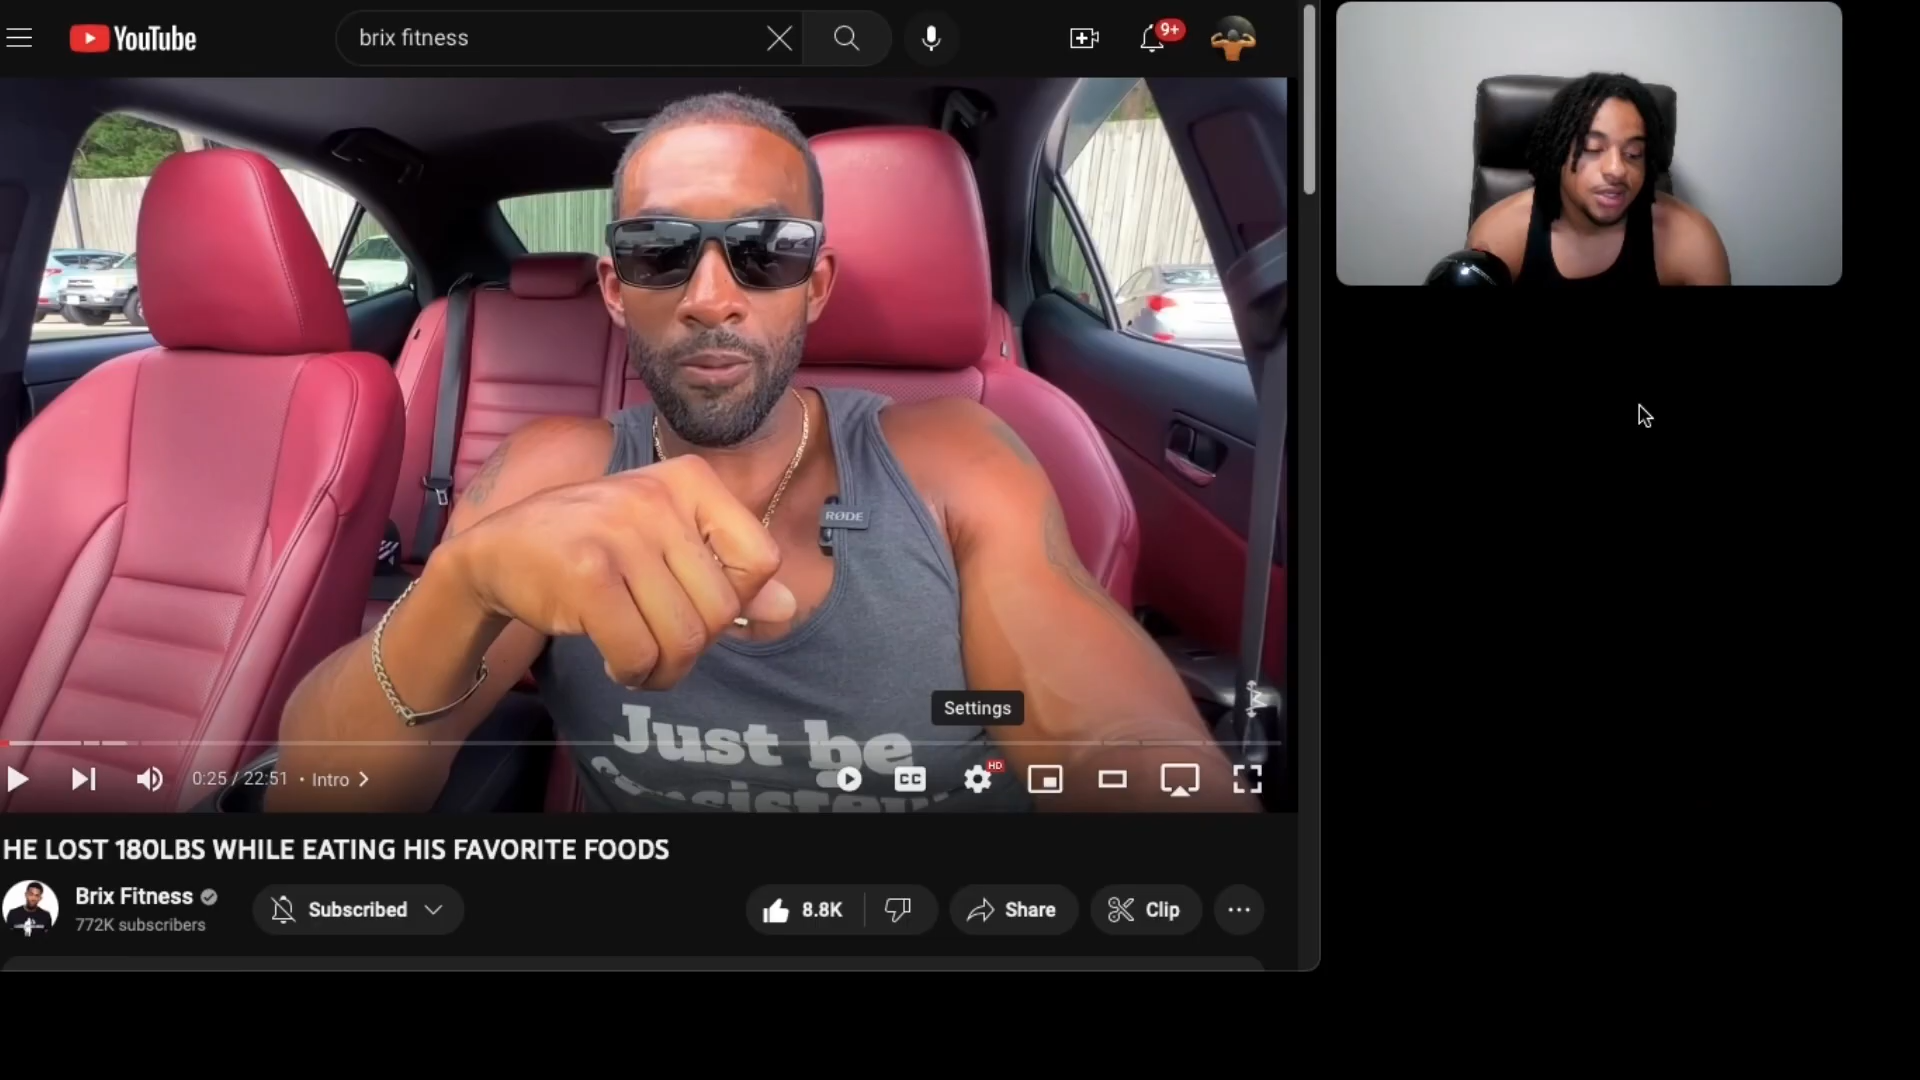 YouTube
brix fitness
9+
RØDE
Just be
Settings
0:25 / 22:51 • Intro
CC
HD
HE LOST 180LBS WHILE EATING HIS FAVORITE FOODS
Brix Fitness
772K subscribers
Subscribed
8.8K
Share
Clip